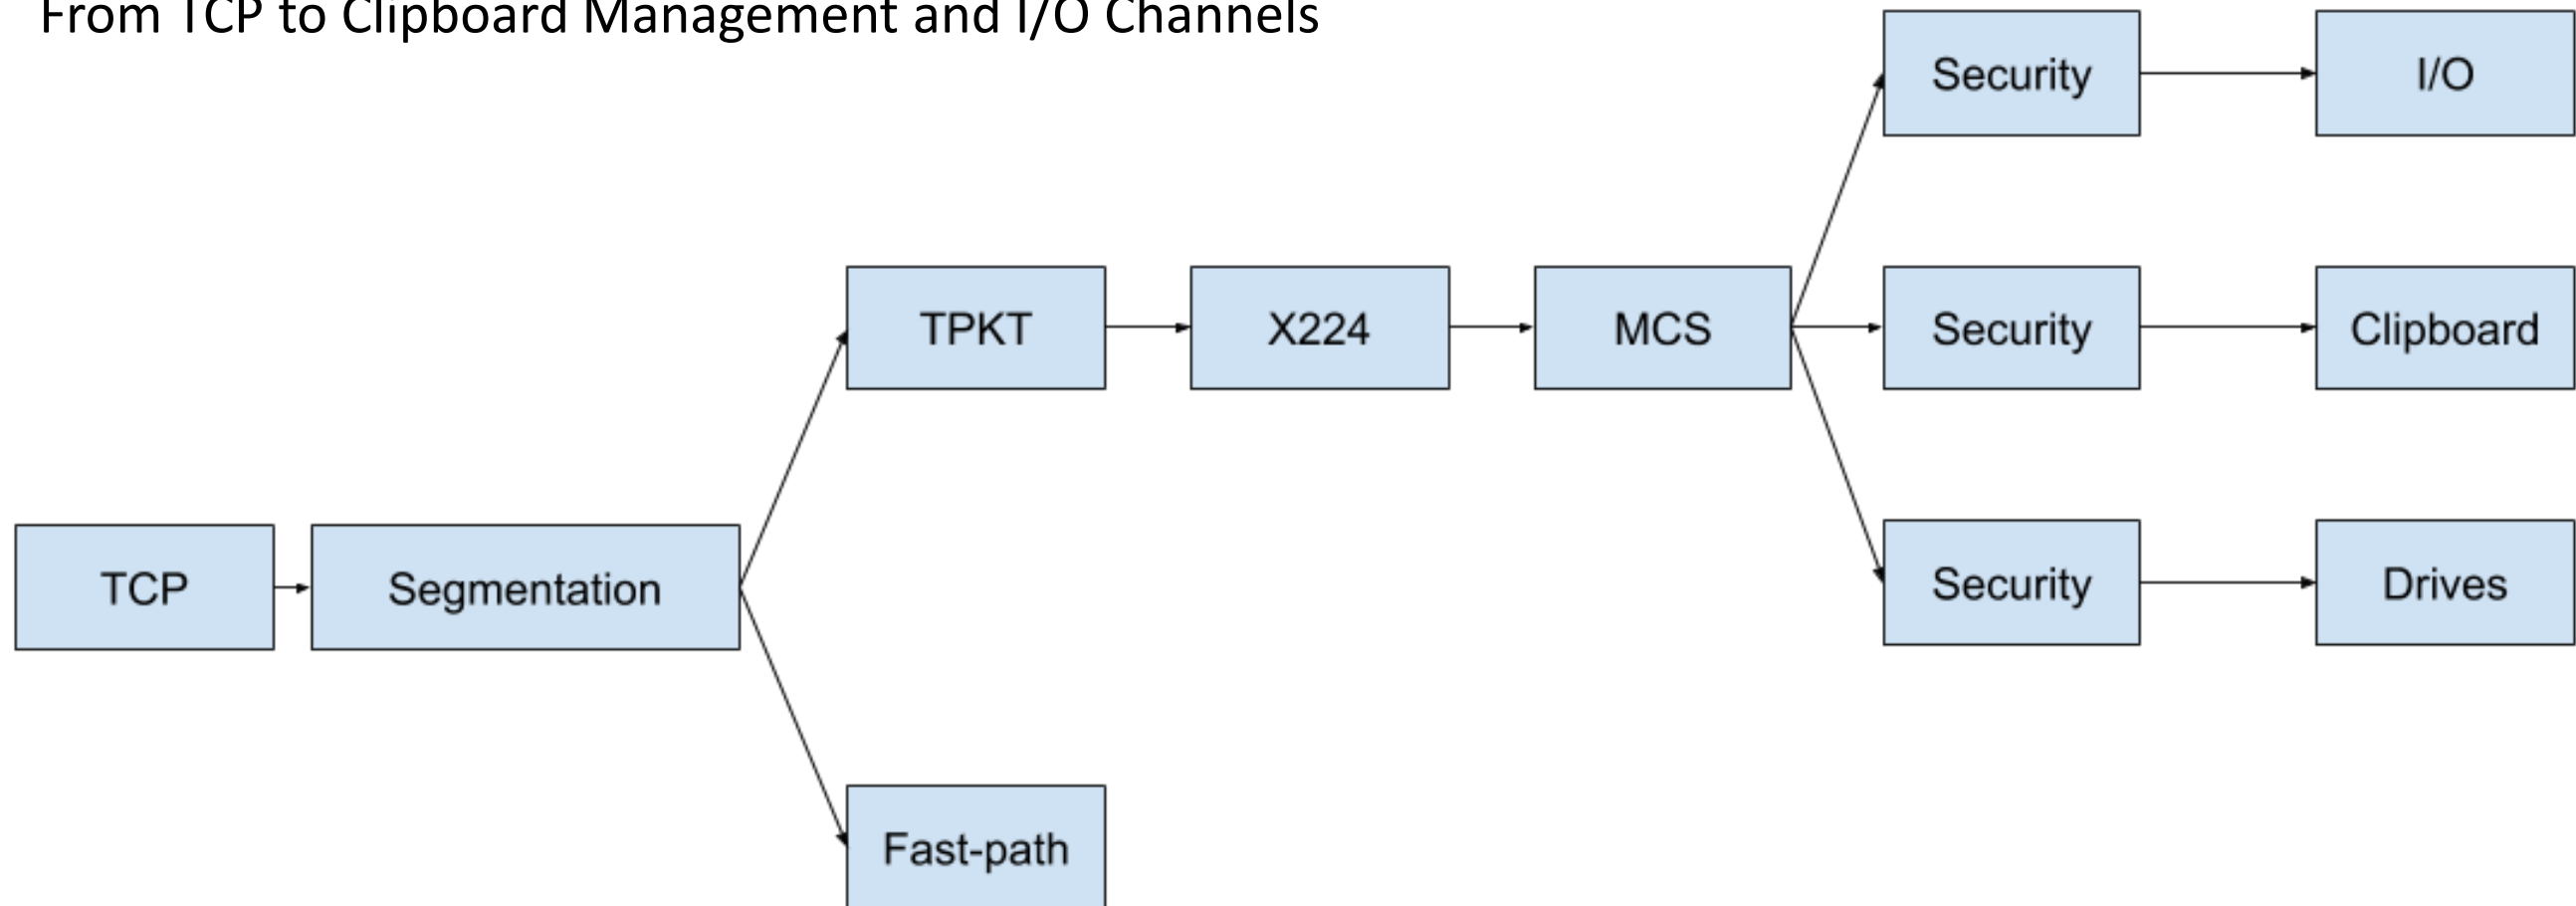 From TCP to Clipboard Management and I/O Channels
Security
I/O
TPKT
X224
MCS
Security
Clipboard
TCP
Segmentation
Security
Drives
Fast-path